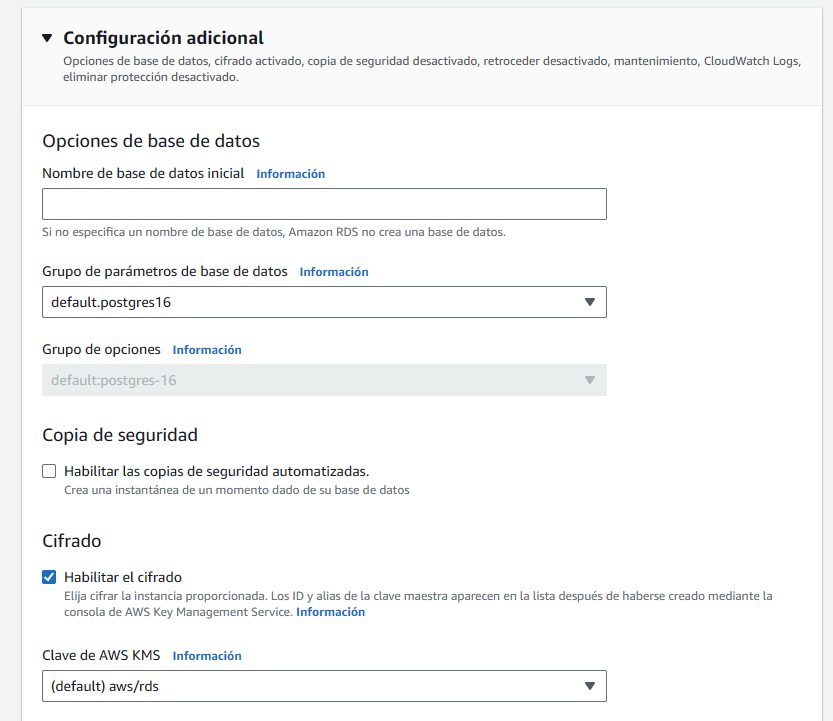 Configuración adicional
Opciones de base de datos, cifrado activado, copia de seguridad desactivado, retroceder desactivado, mantenimiento, CloudWatch Logs,
eliminar protección desactivado.
Opciones de base de datos
Nombre de base de datos inicial Información
Si no especifica un nombre de base de datos, Amazon RDS no crea una base de datos.
Grupo de parámetros de base de datos Información
default.postgres16
Grupo de opciones Información
default:postgres-16
Copia de seguridad
Habilitar las copias de seguridad automatizadas.
Crea una instantánea de un momento dado de su base de datos
Cifrado
Habilitar el cifrado
Elija cifrar la instancia proporcionada. Los ID y alias de la clave maestra aparecen en la lista después de haberse creado mediante la
consola de AWS Key Management Service. Información
Clave de AWS KMS Información
(default) aws/rds